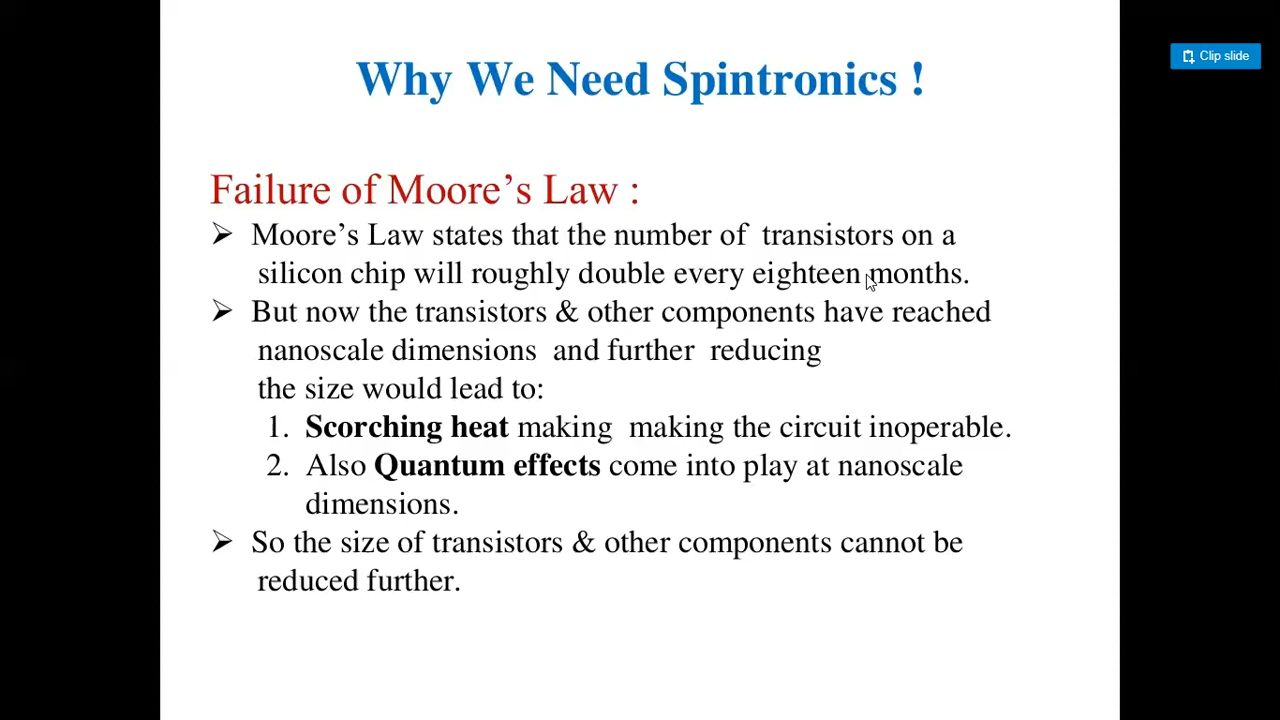 Clip slide
Why We Need Spintronics !
Failure of Moore’s Law :
➢ Moore’s Law states that the number of transistors on a
silicon chip will roughly double every eighteen months.
➢ But now the transistors & other components have reached
nanoscale dimensions and further reducing
the size would lead to:
1. Scorching heat making making the circuit inoperable.
2. Also Quantum effects come into play at nanoscale
dimensions.
➢ So the size of transistors & other components cannot be
reduced further.